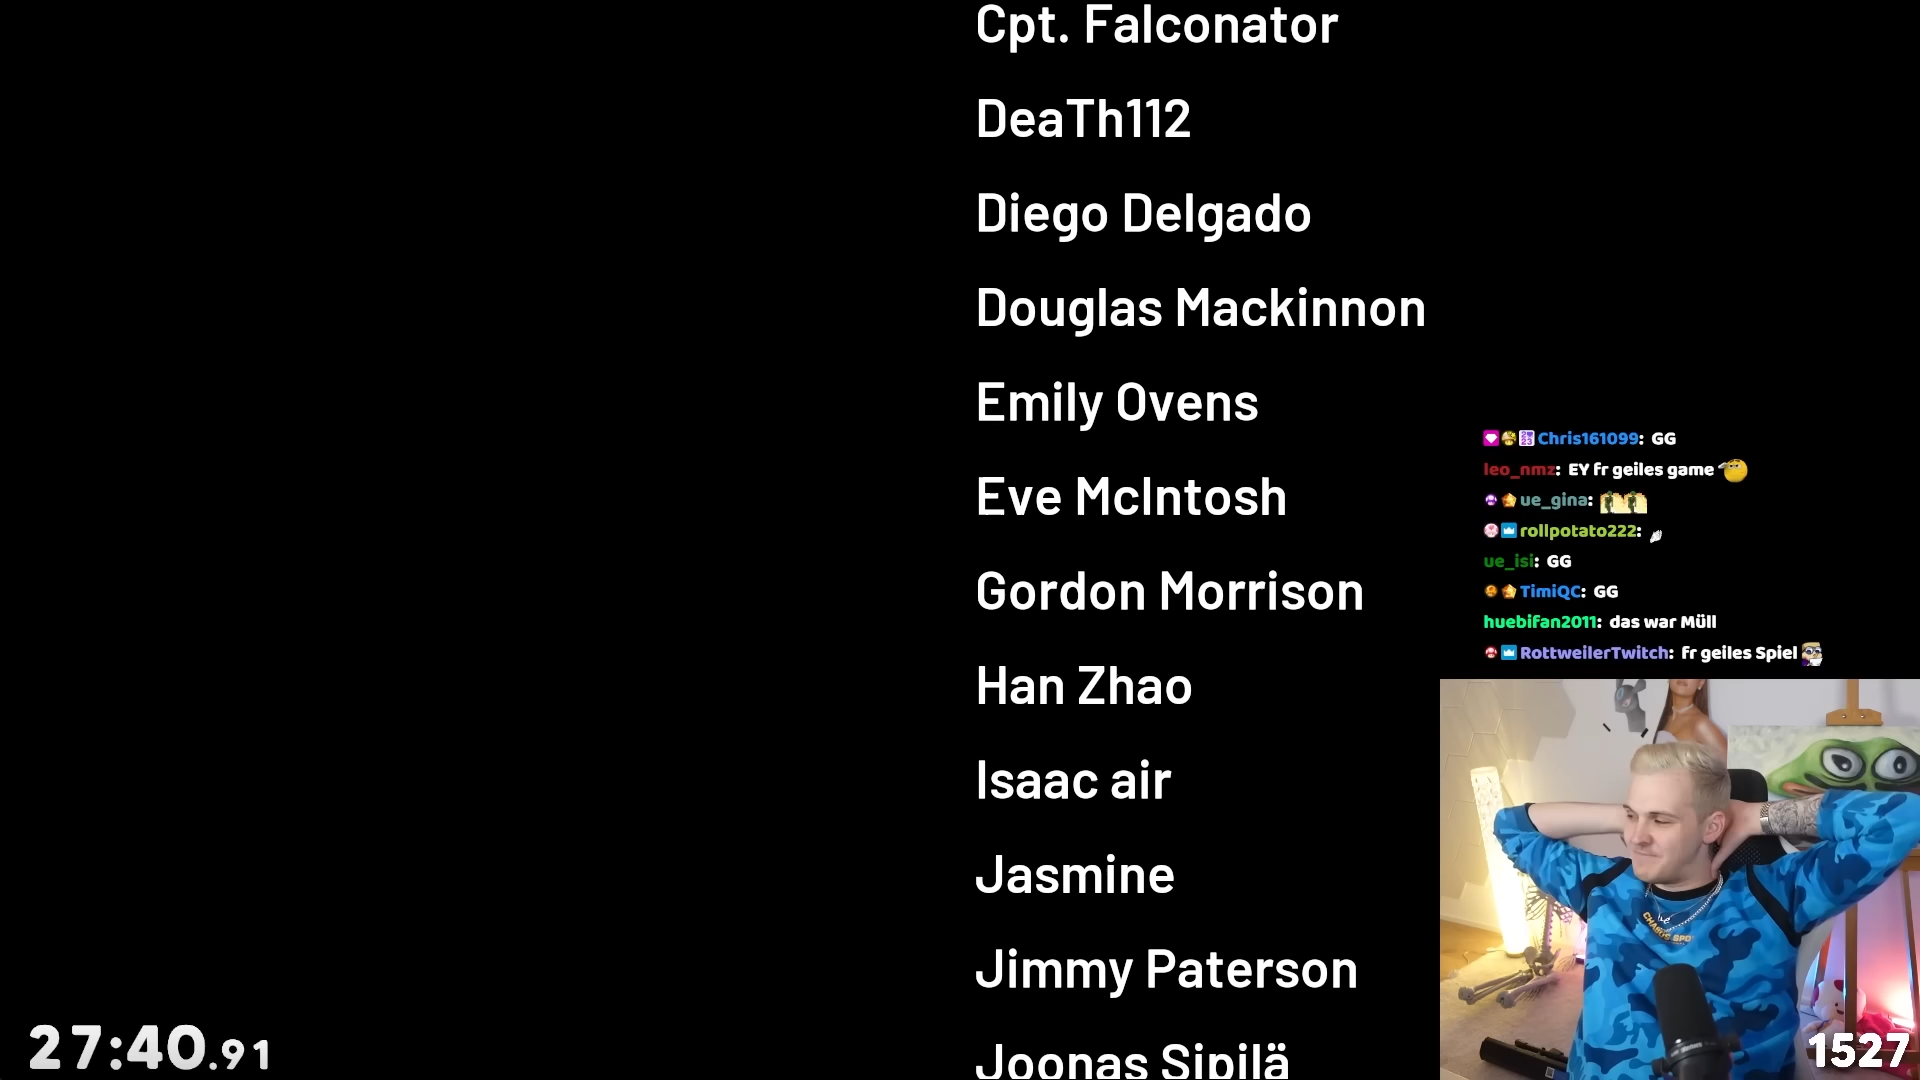 Cpt. Falconator
DeaTh112
Diego Delgado
Douglas Mackinnon
Emily Ovens
Eve McIntosh
Gordon Morrison
Han Zhao
Isaac air
Jasmine
Jimmy Paterson
Joonas Sipilä
Chris161099: GG
leo_nmz: EY fr geiles game
ue_gina:
rollpotato222:
ue_isi: GG
TimiQC: GG
huebifan2011: das war Müll
RottweilerTwitch: fr geiles Spiel
27:40.91
1527